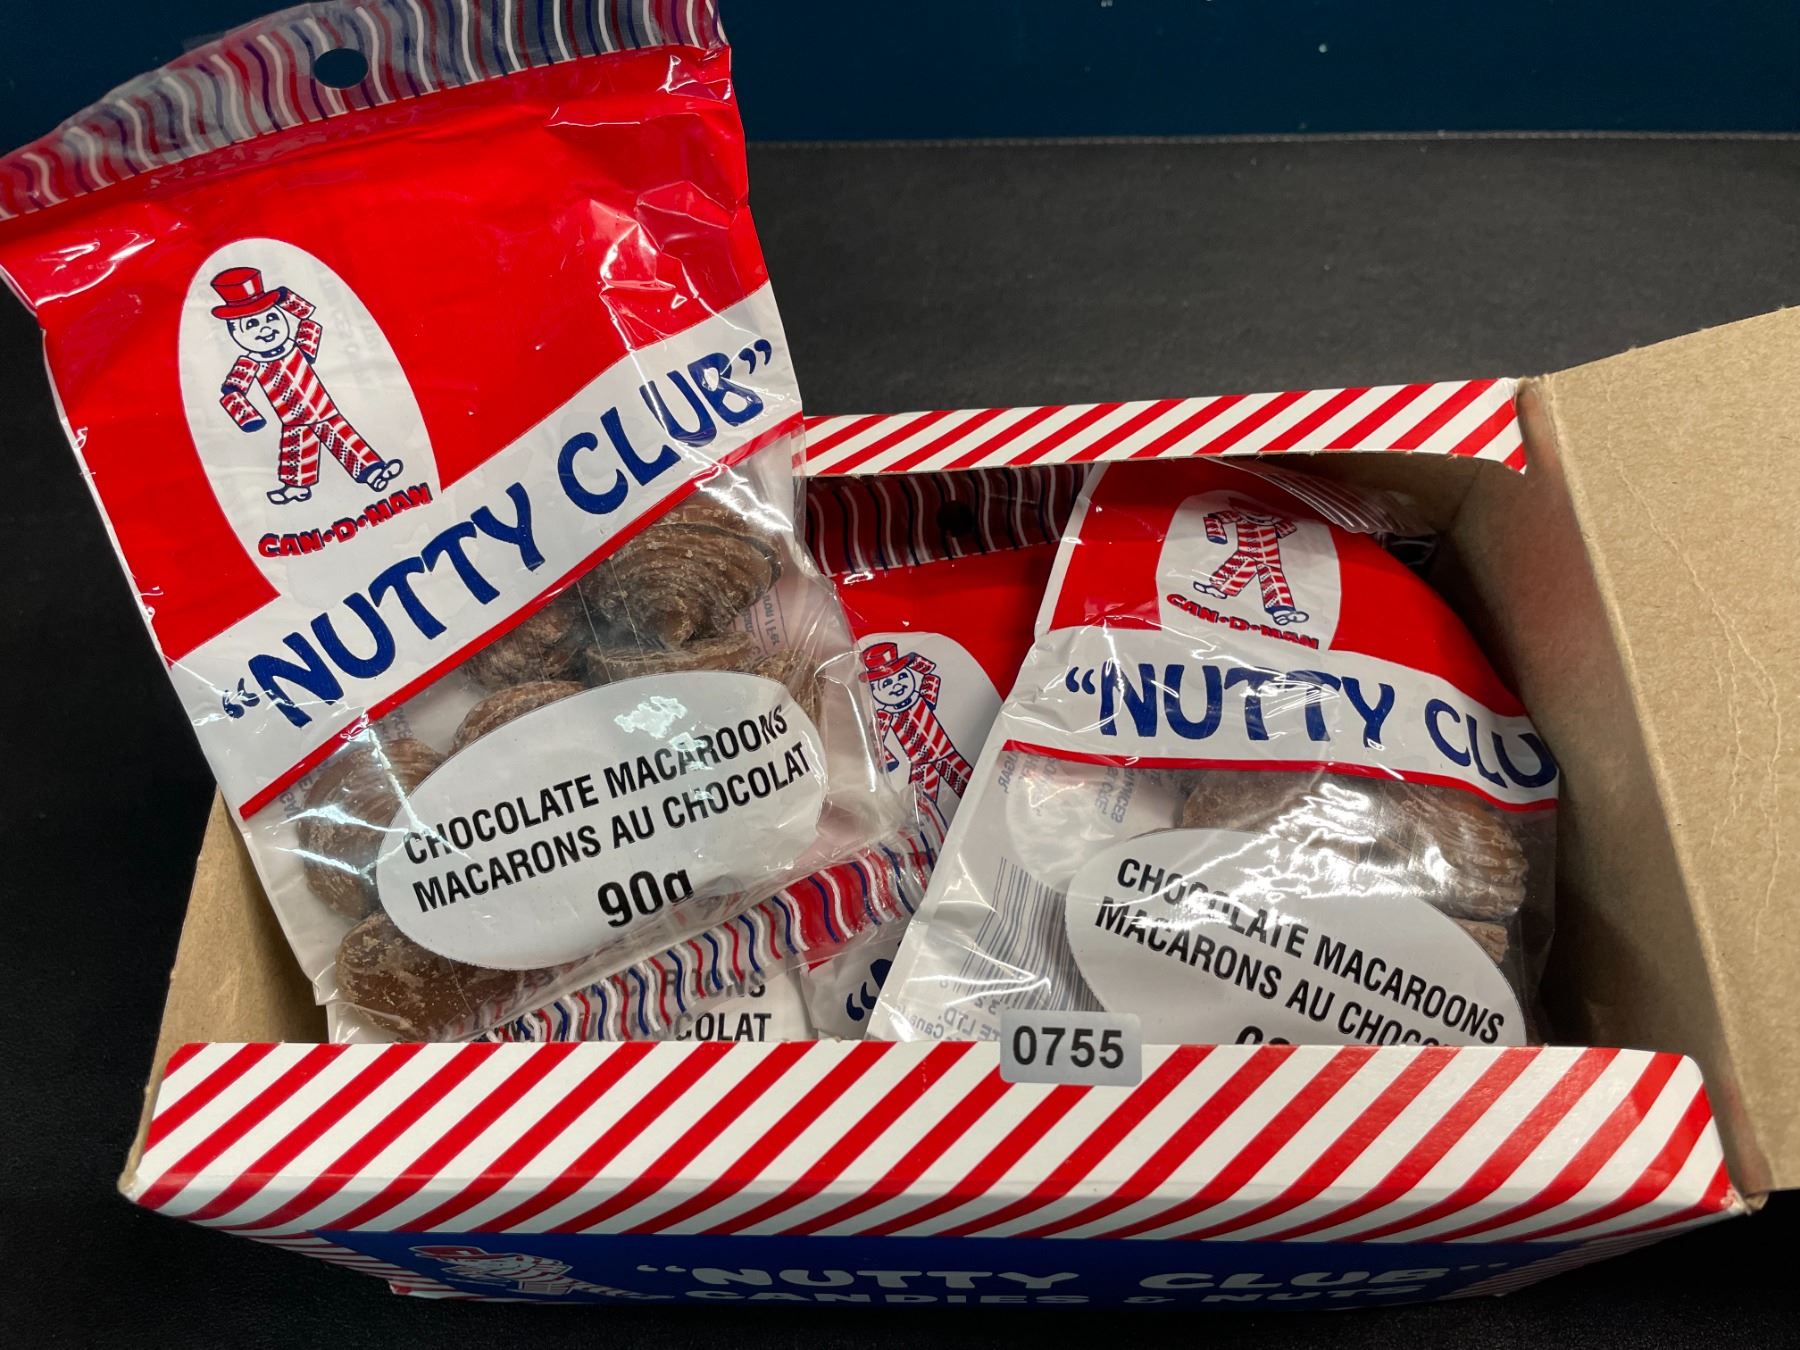 CAN•D•MAN
"NUTTY CLUB"
CHOCOLATE MACAROONS
MACARONS AU CHOCOLAT
90g
CAN•D•MAN
"NUTTY CLU
CHOCOLATE MACAROONS
MACARONS AU CHOC
0755
"NUTTY CLUB"
CANDIES & NUTS